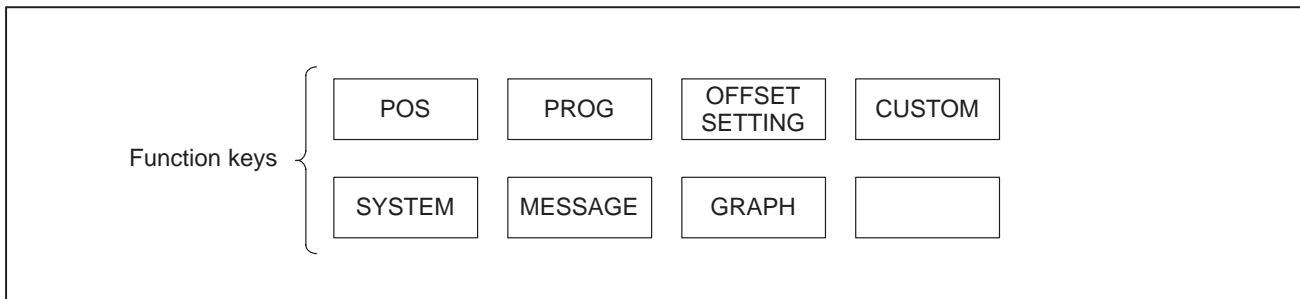 POS
PROG
OFFSET
SETTING
CUSTOM
Function keys
SYSTEM
MESSAGE
GRAPH